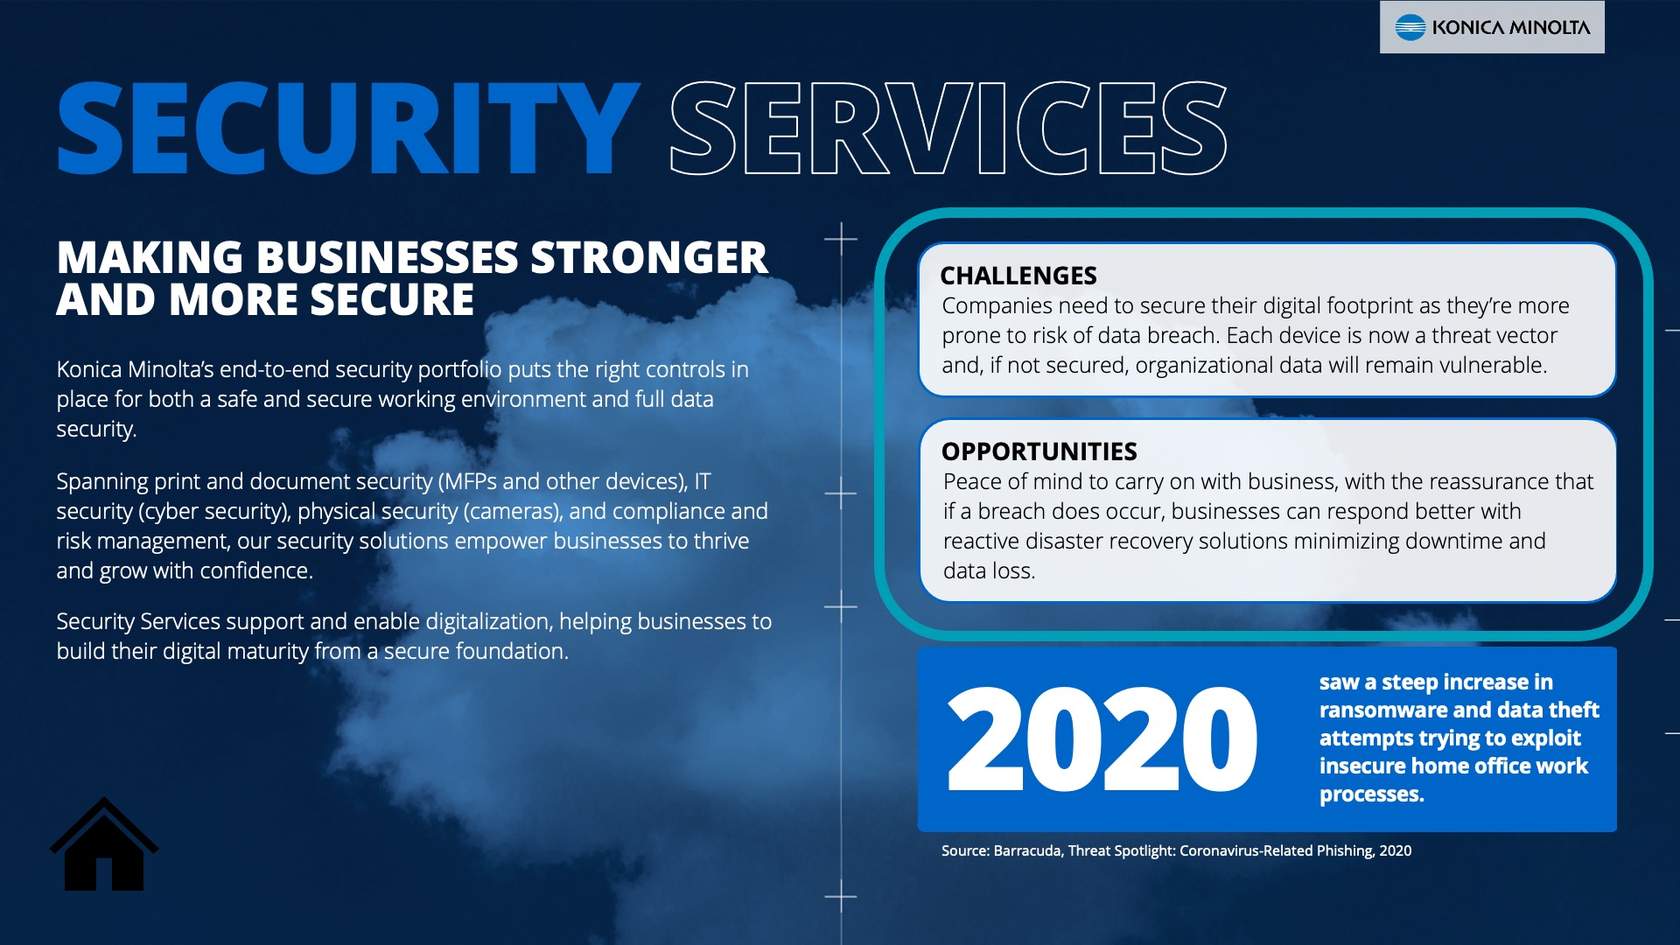 KONICA MINOLTA
SECURITY SERVICES
MAKING BUSINESSES STRONGER
AND MORE SECURE
Konica Minolta’s end-to-end security portfolio puts the right controls in
place for both a safe and secure working environment and full data
security.
Spanning print and document security (MFPs and other devices), IT
security (cyber security), physical security (cameras), and compliance and
risk management, our security solutions empower businesses to thrive
and grow with confidence.
Security Services support and enable digitalization, helping businesses to
build their digital maturity from a secure foundation.
CHALLENGES
Companies need to secure their digital footprint as they’re more
prone to risk of data breach. Each device is now a threat vector
and, if not secured, organizational data will remain vulnerable.
OPPORTUNITIES
Peace of mind to carry on with business, with the reassurance that
if a breach does occur, businesses can respond better with
reactive disaster recovery solutions minimizing downtime and
data loss.
2020
saw a steep increase in
ransomware and data theft
attempts trying to exploit
insecure home office work
processes.
Source: Barracuda, Threat Spotlight: Coronavirus-Related Phishing, 2020